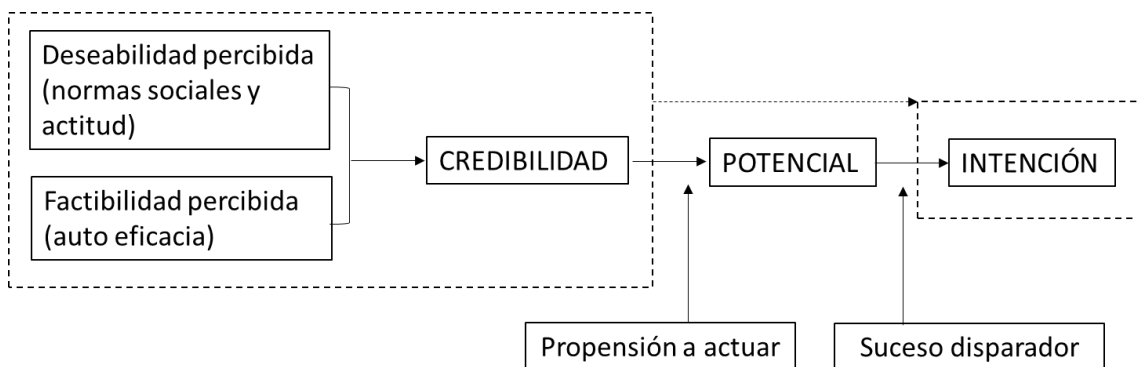 Deseabilidad percibida
(normas sociales y
actitud)
CREDIBILIDAD
POTENCIAL
INTENCIÓN
Factibilidad percibida
(auto eficacia)
Propensión a actuar
Suceso disparador